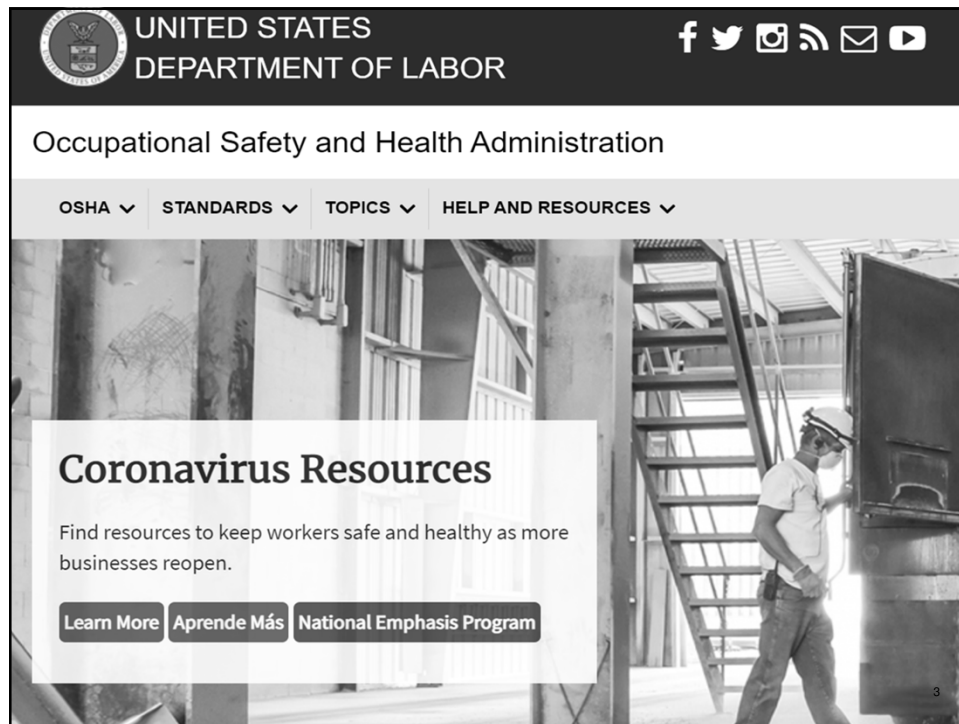 UNITED STATES
DEPARTMENT OF LABOR
Occupational Safety and Health Administration
OSHA
STANDARDS
TOPICS
HELP AND RESOURCES
Coronavirus Resources
Find resources to keep workers safe and healthy as more
businesses reopen.
Learn More
Aprende Más
National Emphasis Program
3